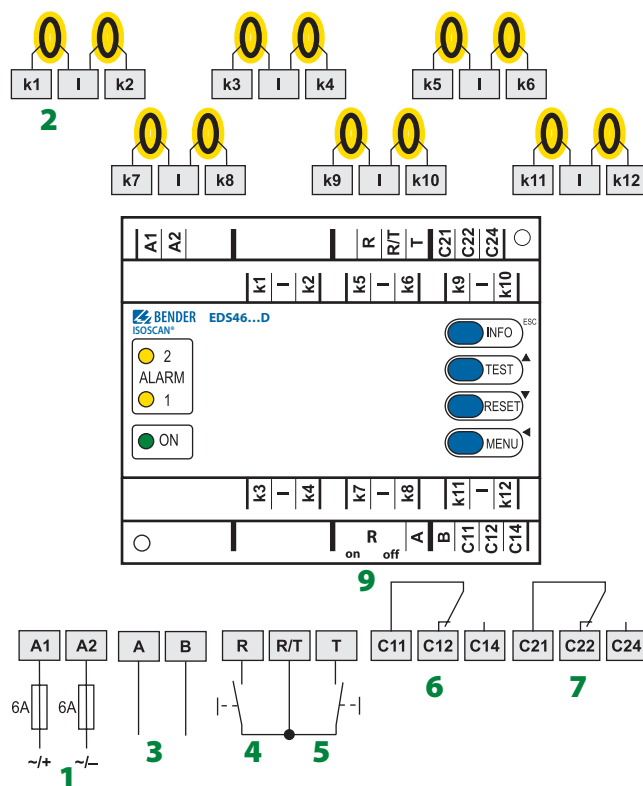 k1 I k2 k3 I k4 k5 I k6
2
k7 I k8 k9 I k10 k11 I k12
A1 A2 R R/T T C21 C22 C24
k1 I k2 k5 I k6 k9 I k10
BENDER EDS46...D
ISOSCAN®
2
ALARM
1
ON
INFO ESC
TEST
RESET
MENU
k3 I k4 k7 I k8 k11 I k12
R A B C11 C12 C14
on off
9
A1 A2 A B R R/T T C11 C12 C14 C21 C22 C24
6 7
6A 6A
3 4 5
~/+ ~/–
1